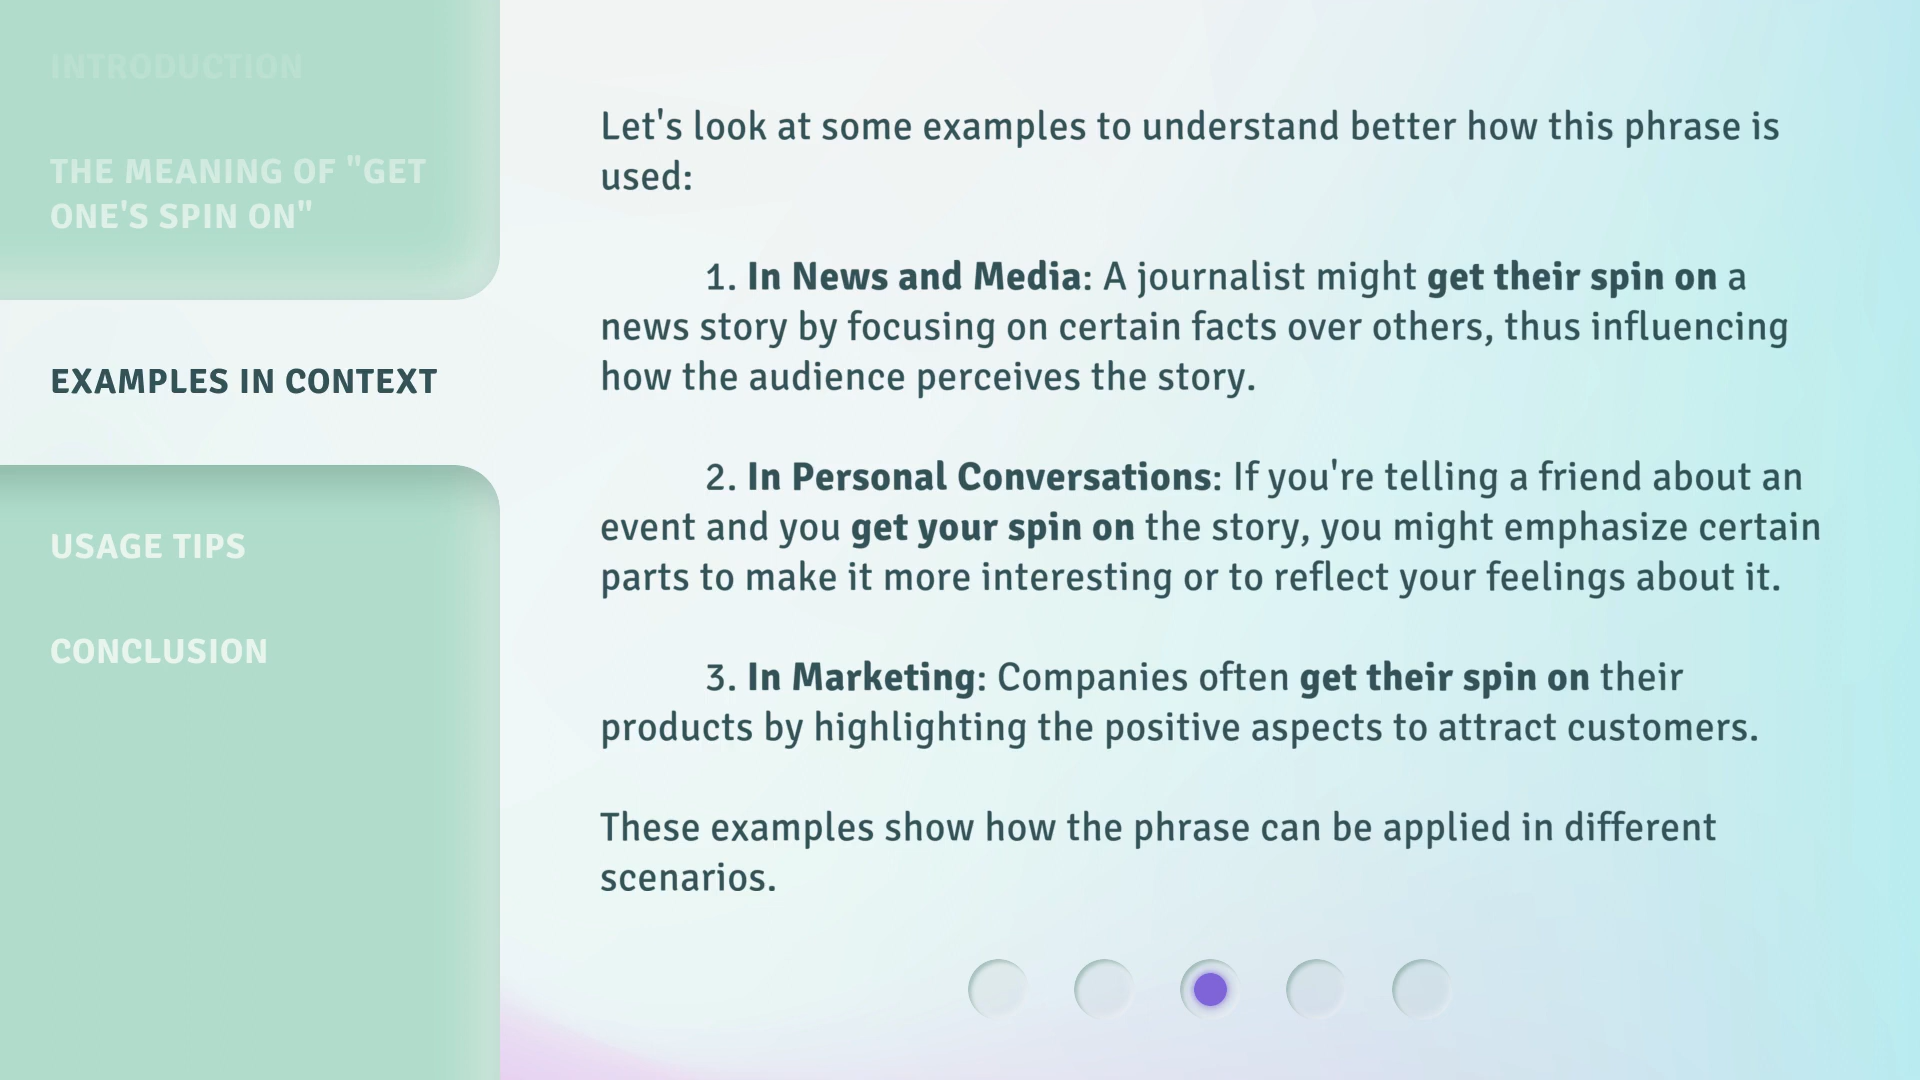 INTRODUCTION
THE MEANING OF "GET
ONE'S SPIN ON"
EXAMPLES IN CONTEXT
USAGE TIPS
CONCLUSION
Let's look at some examples to understand better how this phrase is
used:
1. In News and Media: A journalist might get their spin on a
news story by focusing on certain facts over others, thus influencing
how the audience perceives the story.
2. In Personal Conversations: If you're telling a friend about an
event and you get your spin on the story, you might emphasize certain
parts to make it more interesting or to reflect your feelings about it.
3. In Marketing: Companies often get their spin on their
products by highlighting the positive aspects to attract customers.
These examples show how the phrase can be applied in different
scenarios.